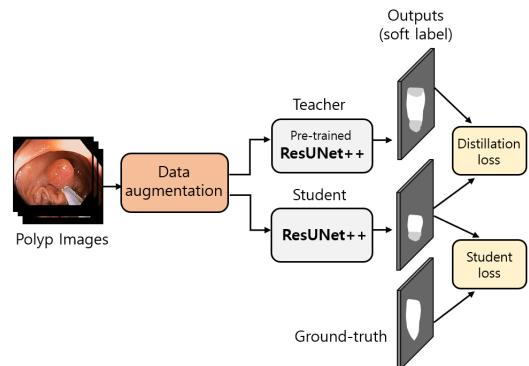 Outputs
(soft label)
Teacher
Pre-trained
ResUNet++
Distillation
loss
Data
augmentation
Polyp Images
Student
ResUNet++
Student
loss
Ground-truth